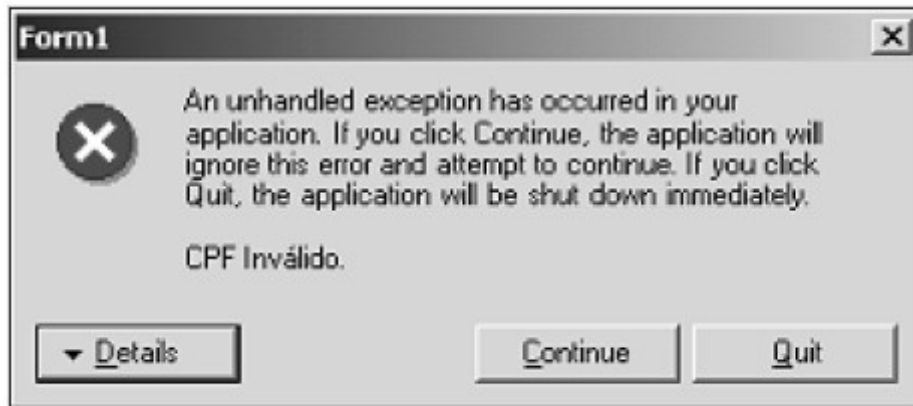 Form1
An unhandled exception has occurred in your
application. If you click Continue, the application will
ignore this error and attempt to continue. If you click
Quit, the application will be shut down immediately.
CPF Inválido.
Details
Continue
Quit